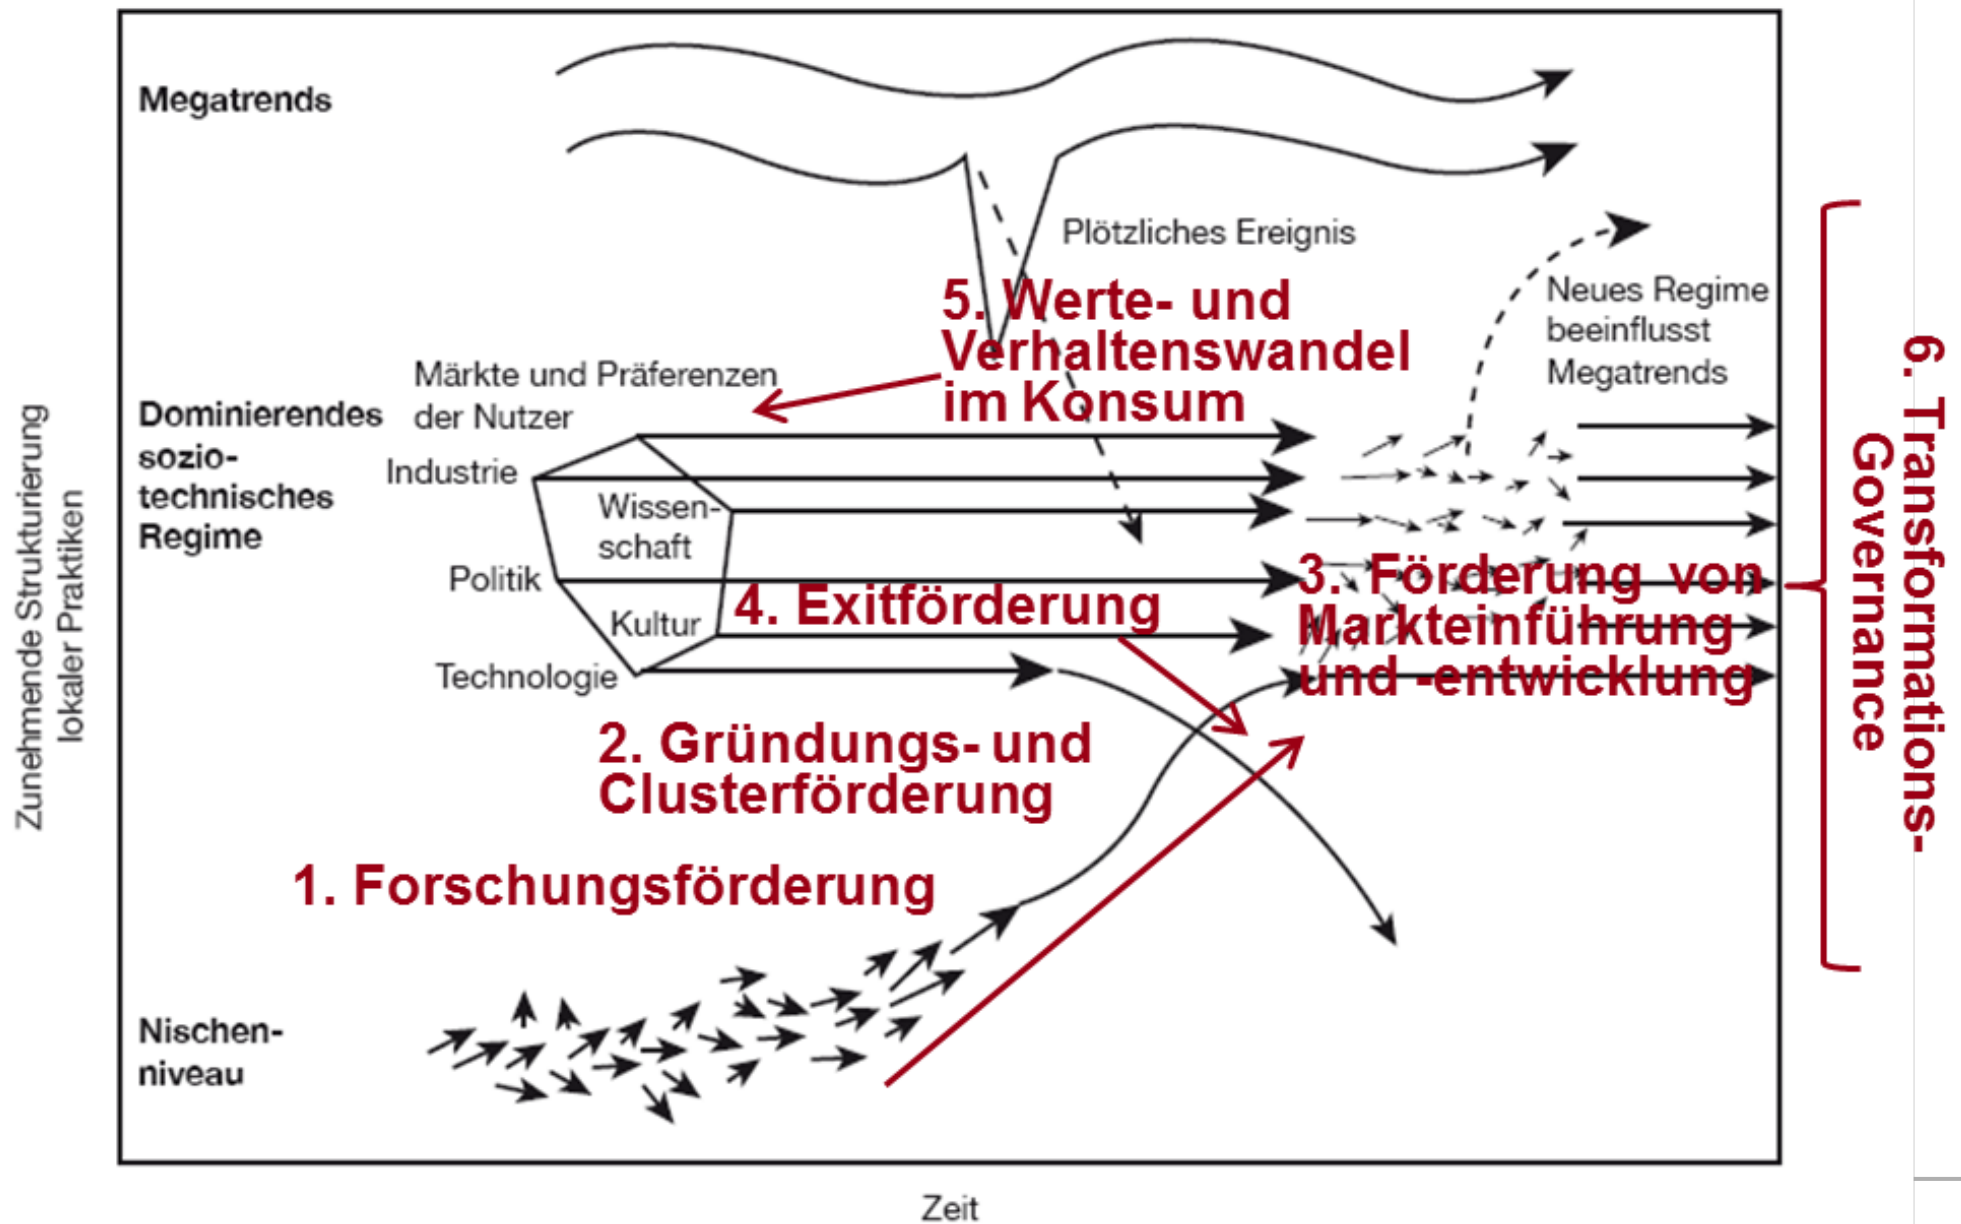 Megatrends
Plötzliches Ereignis
5. Werte- und
Verhaltenswandel
im Konsum
Neues Regime
beeinflusst
Megatrends
Märkte und Präferenzen
der Nutzer
Dominierendes
sozio-
technisches
Regime
Industrie
Wissen-
schaft
Politik
Kultur
Technologie
4. Exitförderung
3. Förderung von
Markteinführung
und -entwicklung
2. Gründungs- und
Clusterförderung
1. Forschungsförderung
Nischen-
niveau
6. Transformations-
Governance
Zunehmende Strukturierung
lokaler Praktiken
Zeit